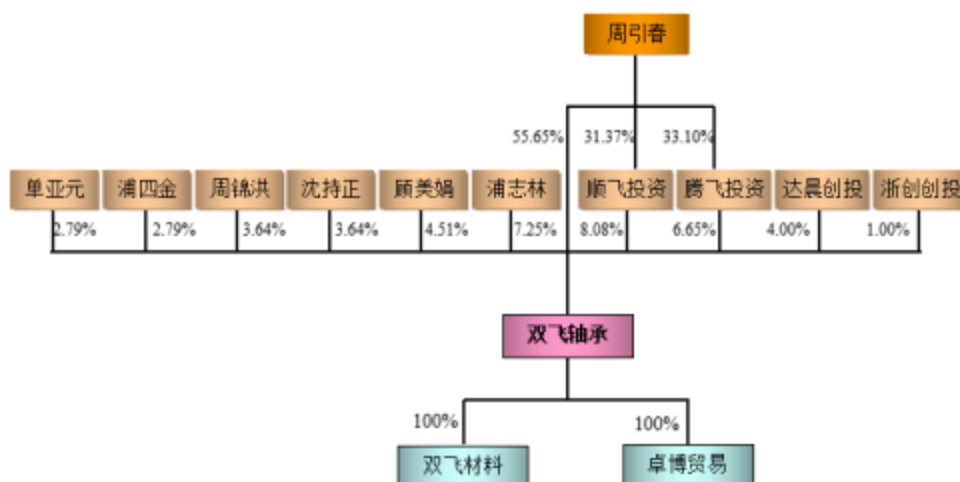 周引春
55.65% 31.37% 33.10%
单亚元 浦四金 周锦洪 沈持正 顾美娟 浦志林 顺飞投资 腾飞投资 达晨创投 浙创创投
2.79% 2.79% 3.64% 3.64% 4.51% 7.25% 8.08% 6.65% 4.00% 1.00%
双飞轴承
100% 100%
双飞材料 卓博贸易